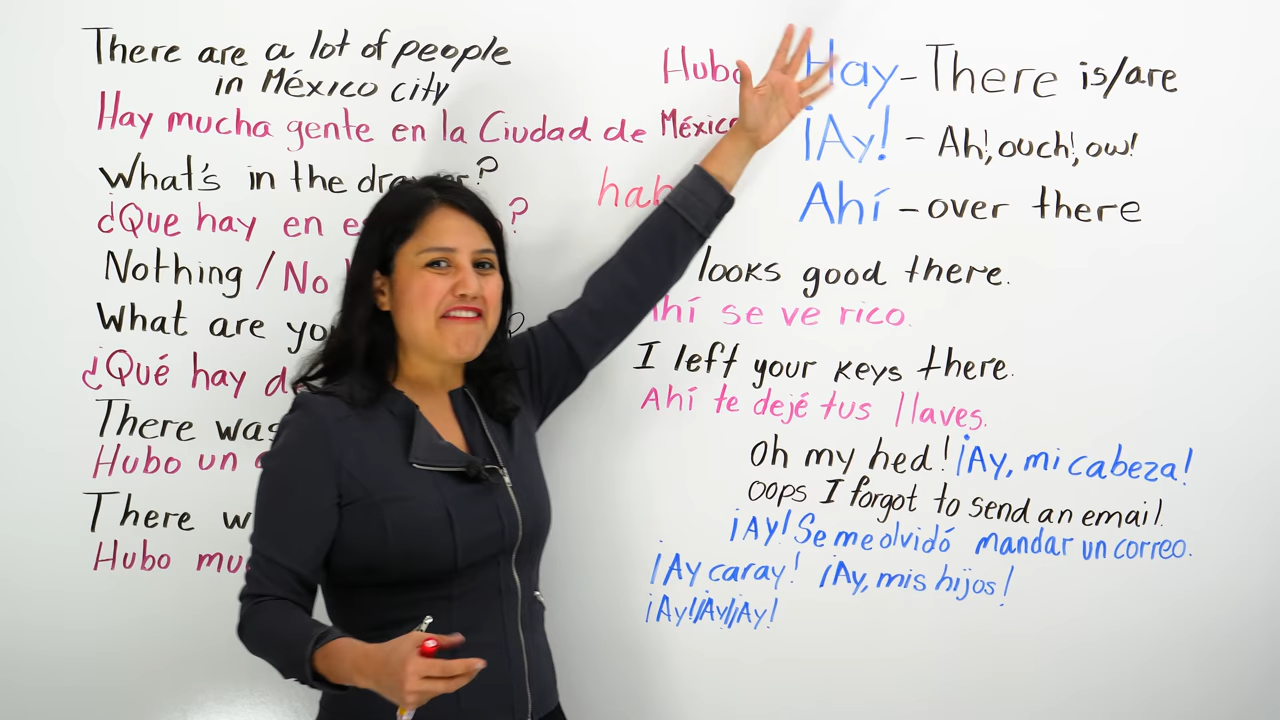 There are a lot of people
in México city
Hay mucha gente en la Ciudad de México
What's in the ?
¿Que hay en ?
Nothing / No
What are
¿Qué hay
There was
Hubo un
There
Hubo
Hubo
Hay - There is/are
¡Ay! - Ah!, ouch!, ow!
Ahí - over there
looks good there.
Ahí se ve rico.
I left your keys there.
Ahí te dejé tus llaves.
Oh my hed! ¡Ay, mi cabeza!
oops I forgot to send an email.
¡Ay! Se me olvidó mandar un correo.
¡Ay caray! ¡Ay, mis hijos!
¡Ay!¡Ay!¡Ay!